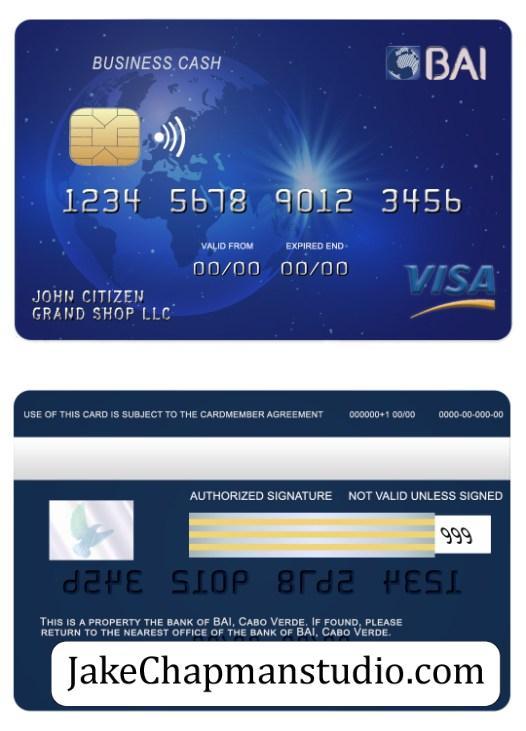 BUSINESS CASH
BAI
1234 5678 9012 3456
VALID FROM EXPIRED END
00/00 00/00
VISA
JOHN CITIZEN
GRAND SHOP LLC
USE OF THIS CARD IS SUBJECT TO THE CARDMEMBER AGREEMENT 000000+1 00/00 0000-00-000-00
AUTHORIZED SIGNATURE NOT VALID UNLESS SIGNED
999
THIS IS A PROPERTY THE BANK OF BAI, CABO VERDE. IF FOUND, PLEASE
RETURN TO THE NEAREST OFFICE OF THE BANK OF BAI, CABO VERDE.
JakeChapmanstudio.com